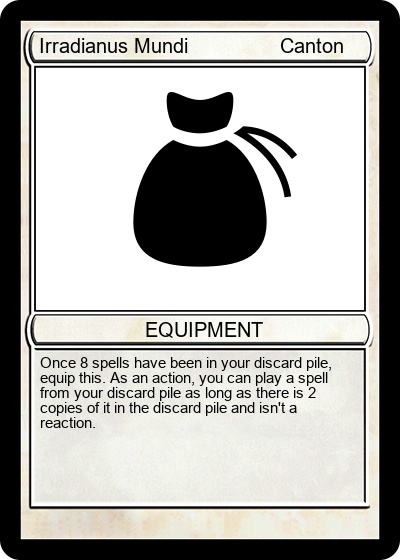 Irradianus Mundi Canton
EQUIPMENT
Once 8 spells have been in your discard pile,
equip this. As an action, you can play a spell
from your discard pile as long as there is 2
copies of it in the discard pile and isn't a
reaction.